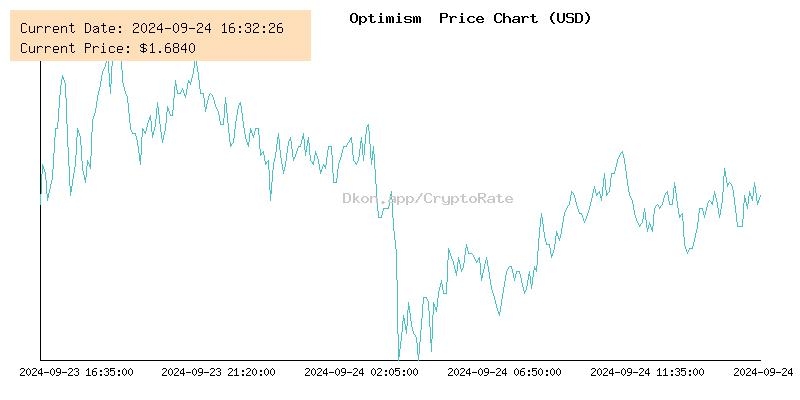 Optimism  Price Chart (USD)
Current Date: 2024-09-24 16:32:26
Current Price: $1.6840
Dkon.app/CryptoRate
2024-09-23 16:35:00 2024-09-23 21:20:00 2024-09-24 02:05:00 2024-09-24 06:50:00 2024-09-24 11:35:00 2024-09-24